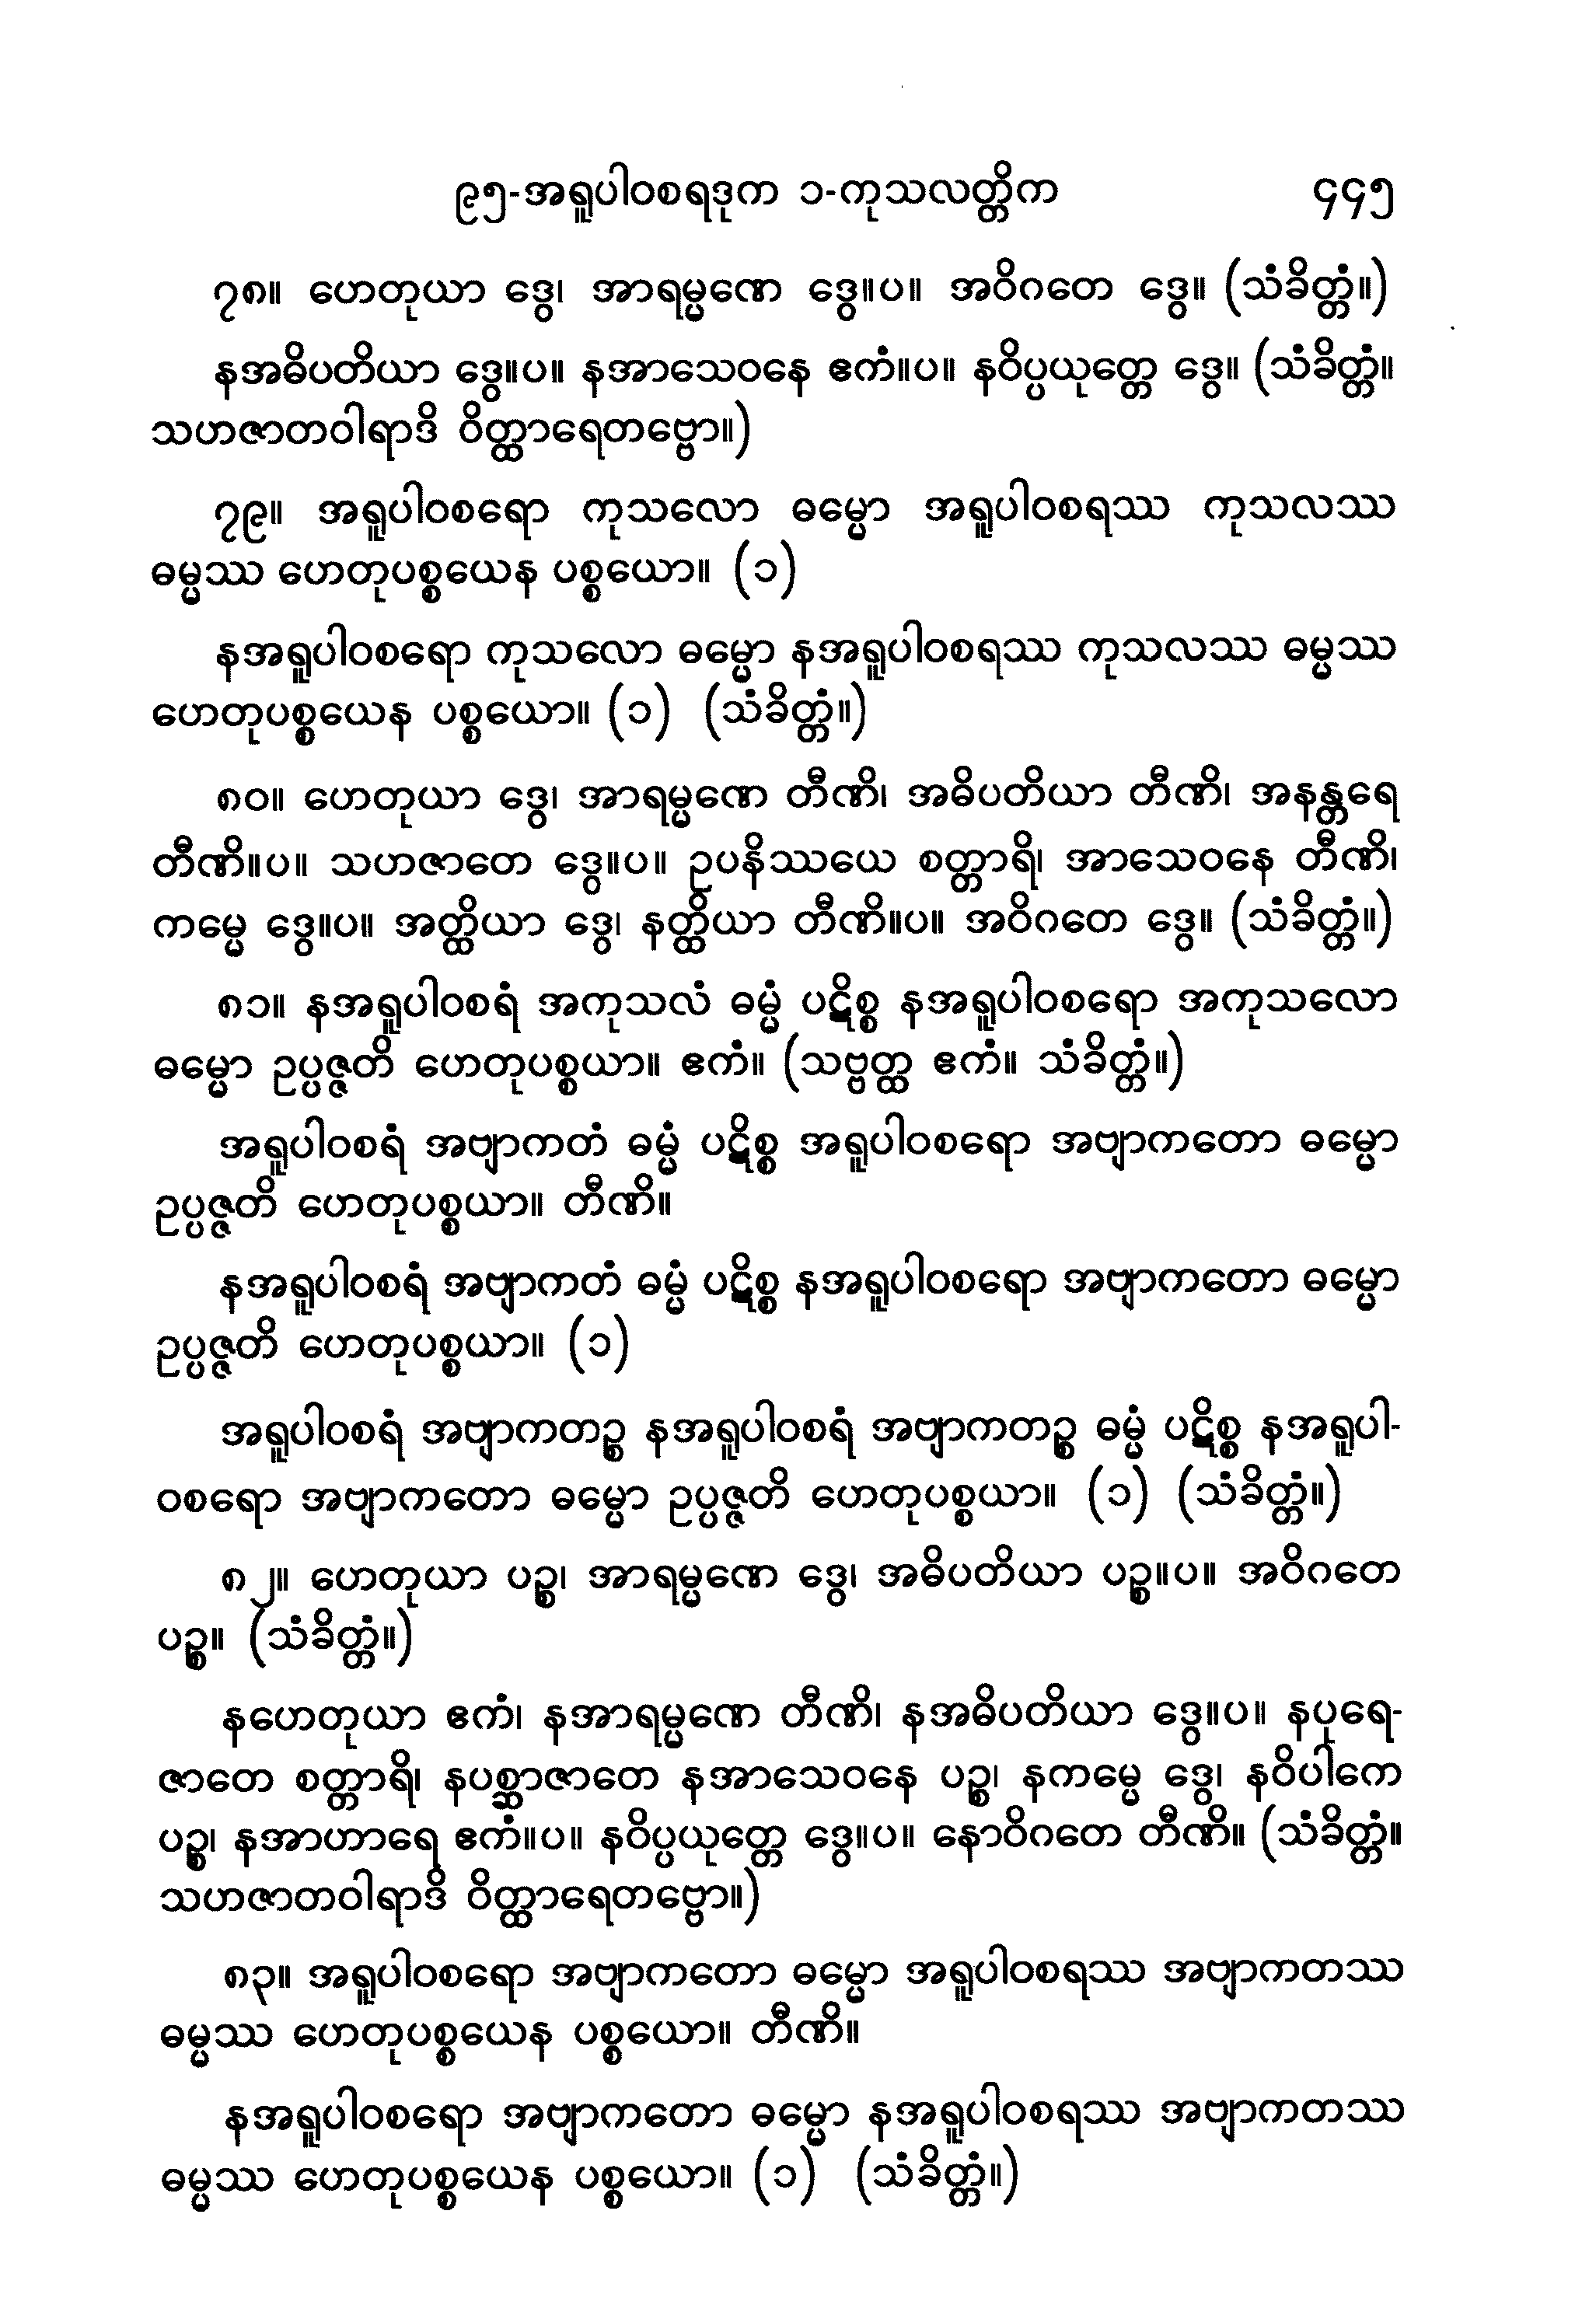 ၉၅-အရူပါဝစရဒုက ၁-ကုသလတ္တိက ၄၄၅
၇၈။ ဟေတုယာ ဒွေ၊ အာရမ္မဏေ ဒွေ။ပ။ အဝိဂတေ ဒွေ။ (သံခိတ္တံ။)
နအဓိပတိယာ ဒွေ။ပ။ နအာသေဝနေ ဧကံ။ပ။ နဝိပ္ပယုတ္တေ ဒွေ။ (သံခိတ္တံ။
သဟဇာတဝါရာဒိ ဝိတ္ထာရေတဗ္ဗော။)
၇၉။ အရူပါဝစရော ကုသလော ဓမ္မော အရူပါဝစရဿ ကုသလဿ
ဓမ္မဿ ဟေတုပစ္စယေန ပစ္စယော။ (၁)
နအရူပါဝစရော ကုသလော ဓမ္မော နအရူပါဝစရဿ ကုသလဿ ဓမ္မဿ
ဟေတုပစ္စယေန ပစ္စယော။ (၁) (သံခိတ္တံ။)
၈၀။ ဟေတုယာ ဒွေ၊ အာရမ္မဏေ တီဏိ၊ အဓိပတိယာ တီဏိ၊ အနန္တရေ
တီဏိ။ပ။ သဟဇာတေ ဒွေ။ပ။ ဥပနိဿယေ စတ္တာရိ၊ အာသေဝနေ တီဏိ၊
ကမ္မေ ဒွေ။ပ။ အတ္ထိယာ ဒွေ၊ နတ္ထိယာ တီဏိ။ပ။ အဝိဂတေ ဒွေ။ (သံခိတ္တံ။)
၈၁။ နအရူပါဝစရံ အကုသလံ ဓမ္မံ ပဋိစ္စ နအရူပါဝစရော အကုသလော
ဓမ္မော ဥပ္ပဇ္ဇတိ ဟေတုပစ္စယာ။ ဧကံ။ (သဗ္ဗတ္ထ ဧကံ။ သံခိတ္တံ။)
အရူပါဝစရံ အဗျာကတံ ဓမ္မံ ပဋိစ္စ အရူပါဝစရော အဗျာကတော ဓမ္မော
ဥပ္ပဇ္ဇတိ ဟေတုပစ္စယာ။ တီဏိ။
နအရူပါဝစရံ အဗျာကတံ ဓမ္မံ ပဋိစ္စ နအရူပါဝစရော အဗျာကတော ဓမ္မော
ဥပ္ပဇ္ဇတိ ဟေတုပစ္စယာ။ (၁)
အရူပါဝစရံ အဗျာကတဉ္စ နအရူပါဝစရံ အဗျာကတဉ္စ ဓမ္မံ ပဋိစ္စ နအရူပါ-
ဝစရော အဗျာကတော ဓမ္မော ဥပ္ပဇ္ဇတိ ဟေတုပစ္စယာ။ (၁) (သံခိတ္တံ။)
၈၂။ ဟေတုယာ ပဉ္စ၊ အာရမ္မဏေ ဒွေ၊ အဓိပတိယာ ပဉ္စ။ပ။ အဝိဂတေ
ပဉ္စ။ (သံခိတ္တံ။)
နဟေတုယာ ဧကံ၊ နအာရမ္မဏေ တီဏိ၊ နအဓိပတိယာ ဒွေ။ပ။ နပုရေ-
ဇာတေ စတ္တာရိ၊ နပစ္ဆာဇာတေ နအာသေဝနေ ပဉ္စ၊ နကမ္မေ ဒွေ၊ နဝိပါကေ
ပဉ္စ၊ နအာဟာရေ ဧကံ။ပ။ နဝိပ္ပယုတ္တေ ဒွေ။ပ။ နောဝိဂတေ တီဏိ။ (သံခိတ္တံ။
သဟဇာတဝါရာဒိ ဝိတ္ထာရေတဗ္ဗော။)
၈၃။ အရူပါဝစရော အဗျာကတော ဓမ္မော အရူပါဝစရဿ အဗျာကတဿ
ဓမ္မဿ ဟေတုပစ္စယေန ပစ္စယော။ တီဏိ။
နအရူပါဝစရော အဗျာကတော ဓမ္မော နအရူပါဝစရဿ အဗျာကတဿ
ဓမ္မဿ ဟေတုပစ္စယေန ပစ္စယော။ (၁) (သံခိတ္တံ။)